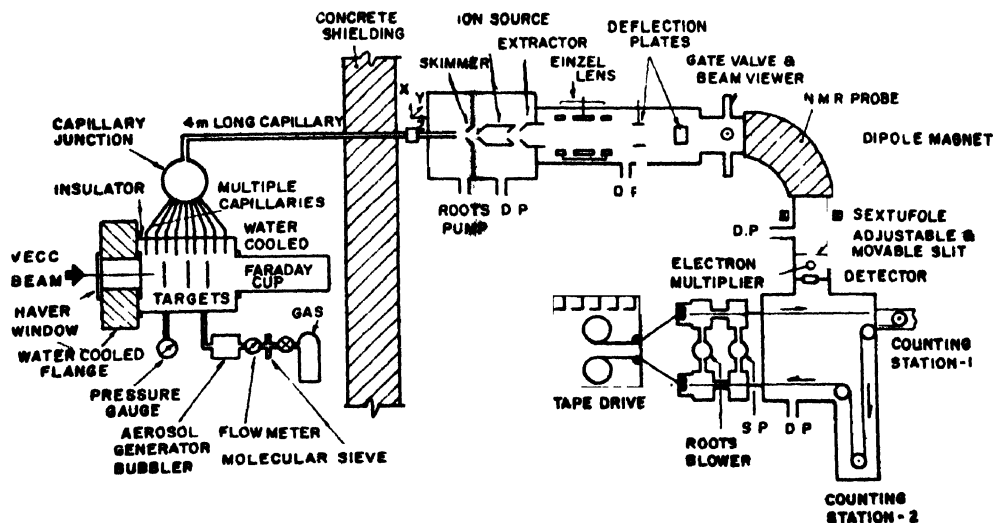 CONCRETE
SHIELDING
ION SOURCE
EXTRACTOR
SKIMMER
EINZEL
LENS
DEFLECTION
PLATES
GATE VALVE &
BEAM VIEWER
NMR PROBE
DIPOLE MAGNET
X
Y
CAPILLARY
JUNCTION
4m LONG CAPILLARY
INSULATOR
MULTIPLE
CAPILLARIES
WATER
COOLED
FARADAY
CUP
VECC
BEAM
TARGETS
HAVER
WINDOW
WATER COOLED
FLANGE
GAS
PRESSURE
GAUGE
AEROSOL
GENERATOR
BUBBLER
FLOW METER
MOLECULAR SIEVE
ROOTS
PUMP
D P
D P
D.P
SEXTUFOLE
ADJUSTABLE &
MOVABLE SLIT
ELECTRON
MULTIPLIER
DETECTOR
COUNTING
STATION-1
TAPE DRIVE
ROOTS
BLOWER
S P
D P
COUNTING
STATION-2